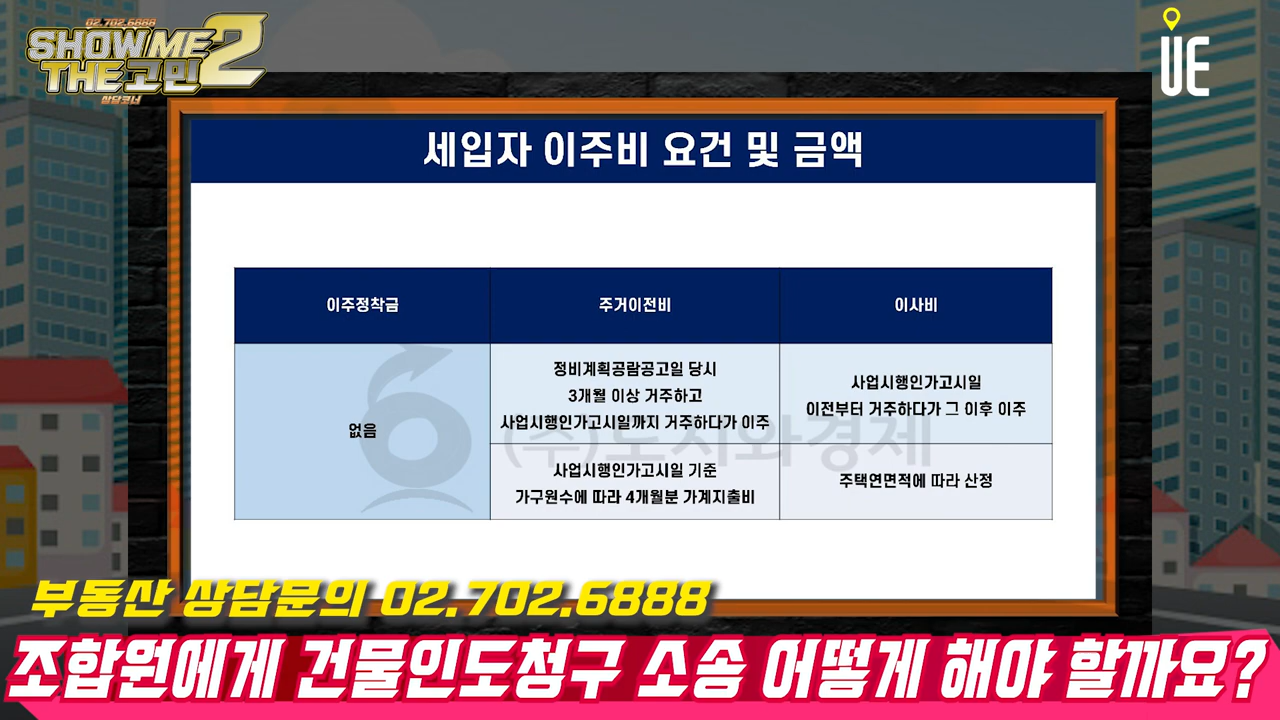 02.702.6888
SHOW ME
THE고민2
상담코너
UE
세입자 이주비 요건 및 금액
이주정착금
주거이전비
이사비
없음
정비계획공람공고일 당시
3개월 이상 거주하고
사업시행인가고시일까지 거주하다가 이주
사업시행인가고시일
이전부터 거주하다가 그 이후 이주
사업시행인가고시일 기준
가구원수에 따라 4개월분 가계지출비
주택연면적에 따라 산정
(주)도시와경제
부동산 상담문의 02.702.6888
조합원에게 건물인도청구 소송 어떻게 해야 할까요?